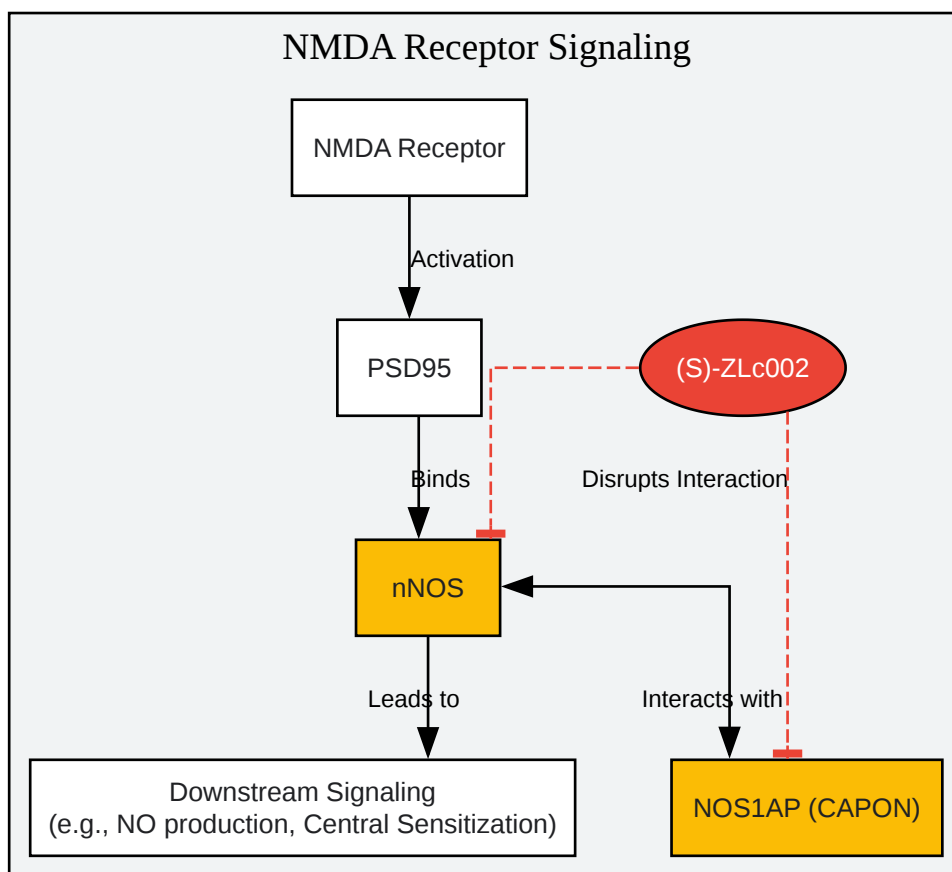 NMDA Receptor Signaling
NMDA Receptor
Activation
PSD95
(S)-ZLc002
Binds
Disrupts Interaction
nNOS
Leads to
Interacts with
Downstream Signaling
(e.g., NO production, Central Sensitization)
NOS1AP (CAPON)